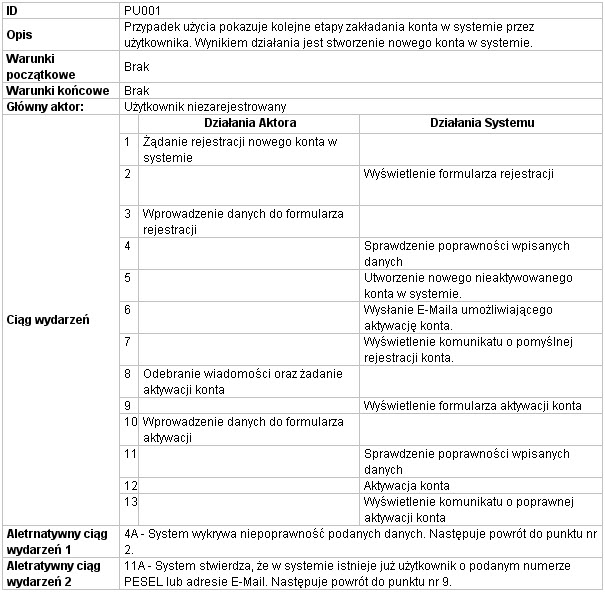 ID PU001
Opis Przypadek użycia pokazuje kolejne etapy zakładania konta w systemie przez
użytkownika. Wynikiem działania jest stworzenie nowego konta w systemie.
Warunki
początkowe Brak
Warunki końcowe Brak
Główny aktor: Użytkownik niezarejestrowany
Ciąg wydarzeń
Działania Aktora Działania Systemu
1 Żądanie rejestracji nowego konta w
systemie
2 Wyświetlenie formularza rejestracji
3 Wprowadzenie danych do formularza
rejestracji
4 Sprawdzenie poprawności wpisanych
danych
5 Utworzenie nowego nieaktywowanego
konta w systemie.
6 Wysłanie E-Maila umożliwiającego
aktywację konta.
7 Wyświetlenie komunikatu o pomyślnej
rejestracji konta.
8 Odebranie wiadomości oraz żadanie
aktywacji konta
9 Wyświetlenie formularza aktywacji konta
10 Wprowadzenie danych do formularza
aktywacji
11 Sprawdzenie poprawności wpisanych
danych
12 Aktywacja konta
13 Wyświetlenie komunikatu o poprawnej
aktywacji konta
Aletrnatywny ciąg
wydarzeń 1
4A - System wykrywa niepoprawność podanych danych. Następuje powrót do punktu nr
2.
Aletratywny ciąg
wydarzeń 2
11A - System stwierdza, że w systemie istnieje już użytkownik o podanym numerze
PESEL lub adresie E-Mail. Następuje powrót do punktu nr 9.